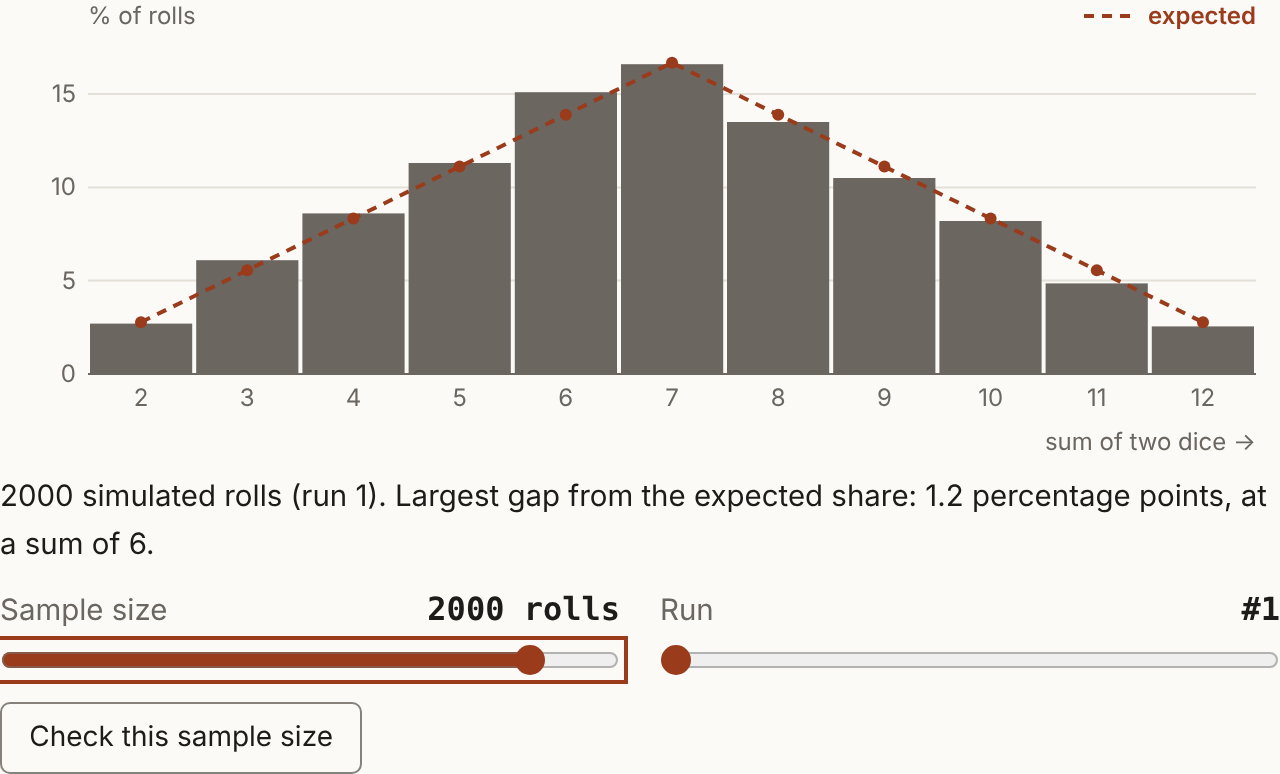 % of rolls
expected
15
10
5
0
2 3 4 5 6 7 8 9 10 11 12
sum of two dice →
2000 simulated rolls (run 1). Largest gap from the expected share: 1.2 percentage points, at
a sum of 6.
Sample size 2000 rolls
Run #1
Check this sample size